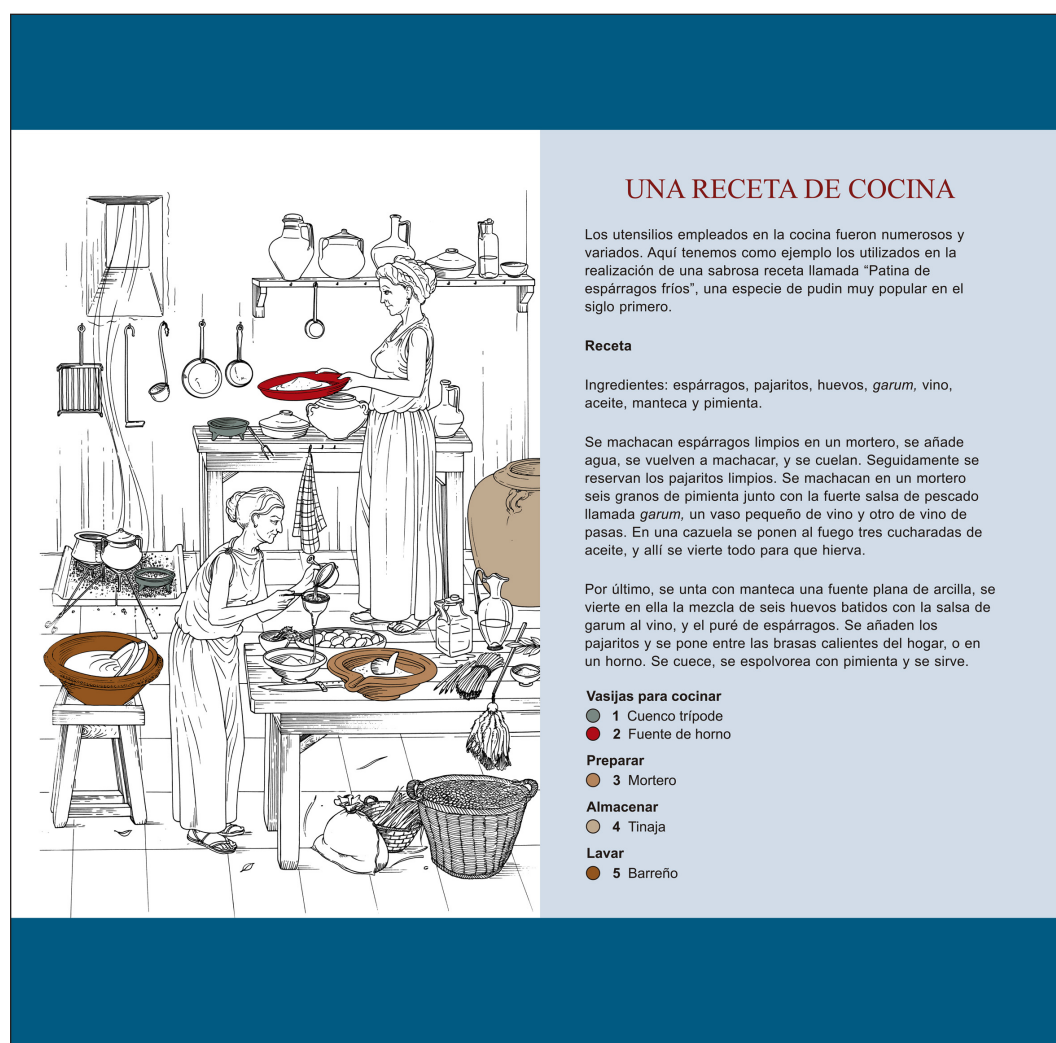 UNA RECETA DE COCINA
Los utensilios empleados en la cocina fueron numerosos y
variados. Aquí tenemos como ejemplo los utilizados en la
realización de una sabrosa receta llamada “Patina de
espárragos fríos”, una especie de pudin muy popular en el
siglo primero.
Receta
Ingredientes: espárragos, pajaritos, huevos, garum, vino,
aceite, manteca y pimienta.
Se machacan espárragos limpios en un mortero, se añade
agua, se vuelven a machacar, y se cuelan. Seguidamente se
reservan los pajaritos limpios. Se machacan en un mortero
seis granos de pimienta junto con la fuerte salsa de pescado
llamada garum, un vaso pequeño de vino y otro de vino de
pasas. En una cazuela se ponen al fuego tres cucharadas de
aceite, y allí se vierte todo para que hierva.
Por último, se unta con manteca una fuente plana de arcilla, se
vierte en ella la mezcla de seis huevos batidos con la salsa de
garum al vino, y el puré de espárragos. Se añaden los
pajaritos y se pone entre las brasas calientes del hogar, o en
un horno. Se cuece, se espolvorea con pimienta y se sirve.
Vasijas para cocinar
1 Cuenco trípode
2 Fuente de horno
Preparar
3 Mortero
Almacenar
4 Tinaja
Lavar
5 Barreño